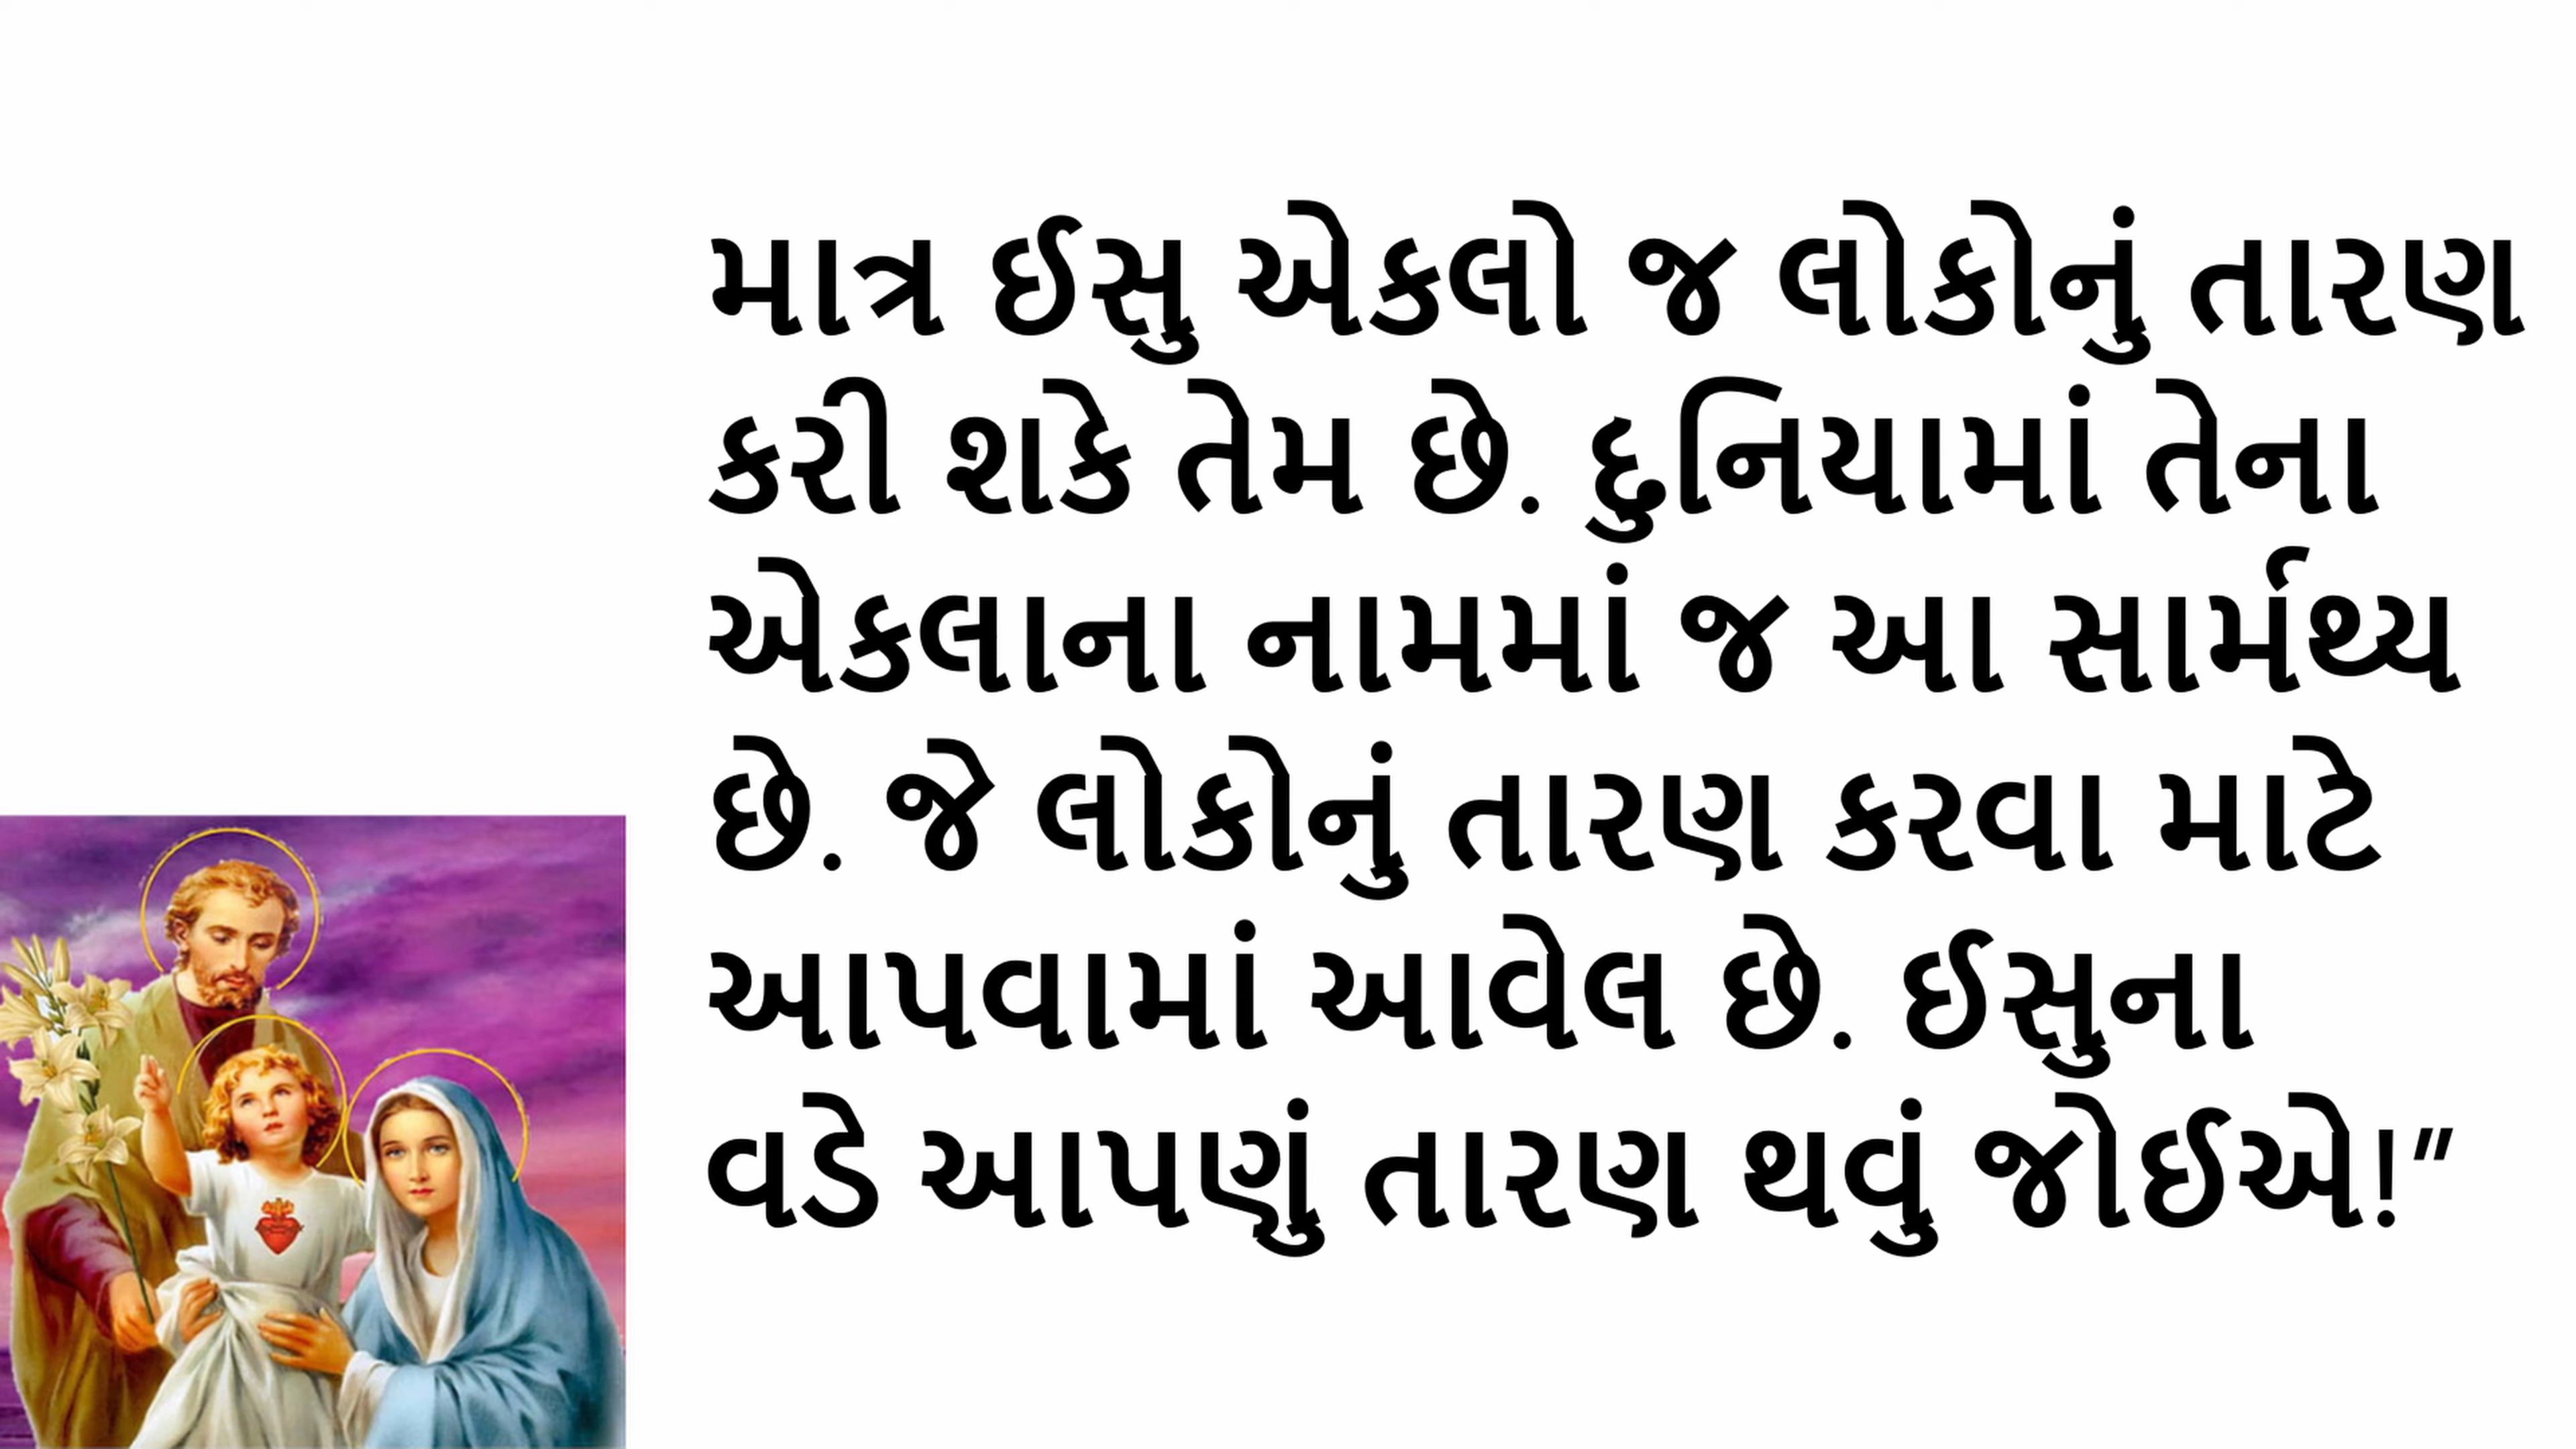 માત્ર ઈસુ એકલો જ લોકોનું તારણ
કરી શકે તેમ છે. દુનિયામાં તેના
એકલાના નામમાં જ આ સાર્મથ્ય
છે. જે લોકોનું તારણ કરવા માટે
આપવામાં આવેલ છે. ઈસુના
વડે આપણું તારણ થવું જોઈએ!”